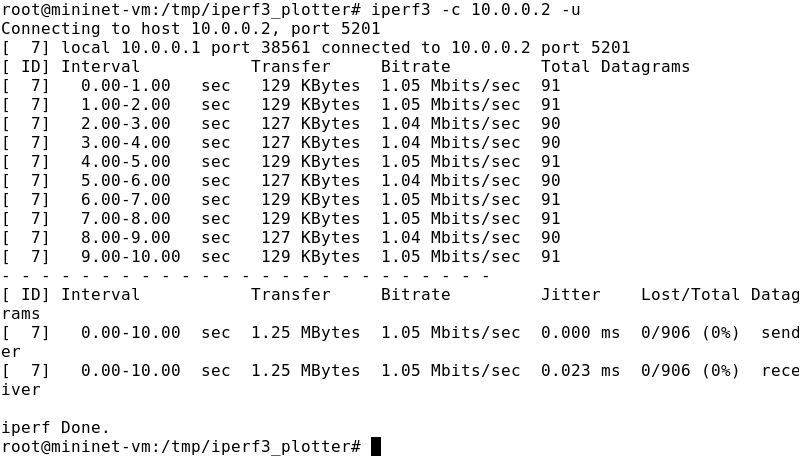 root@mininet-vm:/tmp/iperf3_plotter# iperf3 -c 10.0.0.2 -u
Connecting to host 10.0.0.2, port 5201
[  7] local 10.0.0.1 port 38561 connected to 10.0.0.2 port 5201
[ ID] Interval           Transfer     Bitrate         Total Datagrams
[  7]   0.00-1.00   sec   129 KBytes  1.05 Mbits/sec  91
[  7]   1.00-2.00   sec   129 KBytes  1.05 Mbits/sec  91
[  7]   2.00-3.00   sec   127 KBytes  1.04 Mbits/sec  90
[  7]   3.00-4.00   sec   127 KBytes  1.04 Mbits/sec  90
[  7]   4.00-5.00   sec   129 KBytes  1.05 Mbits/sec  91
[  7]   5.00-6.00   sec   127 KBytes  1.04 Mbits/sec  90
[  7]   6.00-7.00   sec   129 KBytes  1.05 Mbits/sec  91
[  7]   7.00-8.00   sec   129 KBytes  1.05 Mbits/sec  91
[  7]   8.00-9.00   sec   127 KBytes  1.04 Mbits/sec  90
[  7]   9.00-10.00  sec   129 KBytes  1.05 Mbits/sec  91
- - - - - - - - - - - - - - - - - - - - - - - - -
[ ID] Interval           Transfer     Bitrate         Jitter    Lost/Total Datag
rams
[  7]   0.00-10.00  sec  1.25 MBytes  1.05 Mbits/sec  0.000 ms  0/906 (0%)  send
er
[  7]   0.00-10.00  sec  1.25 MBytes  1.05 Mbits/sec  0.023 ms  0/906 (0%)  rece
iver

iperf Done.
root@mininet-vm:/tmp/iperf3_plotter#